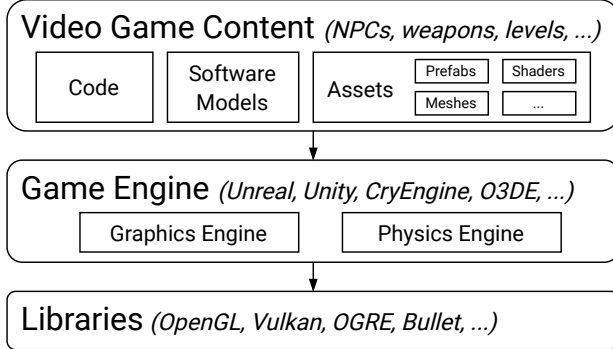 Video Game Content (NPCs, weapons, levels, ...)
Code
Software
Models
Assets
Prefabs
Shaders
Meshes
...
Game Engine (Unreal, Unity, CryEngine, O3DE, ...)
Graphics Engine
Physics Engine
Libraries (OpenGL, Vulkan, OGRE, Bullet, ...)